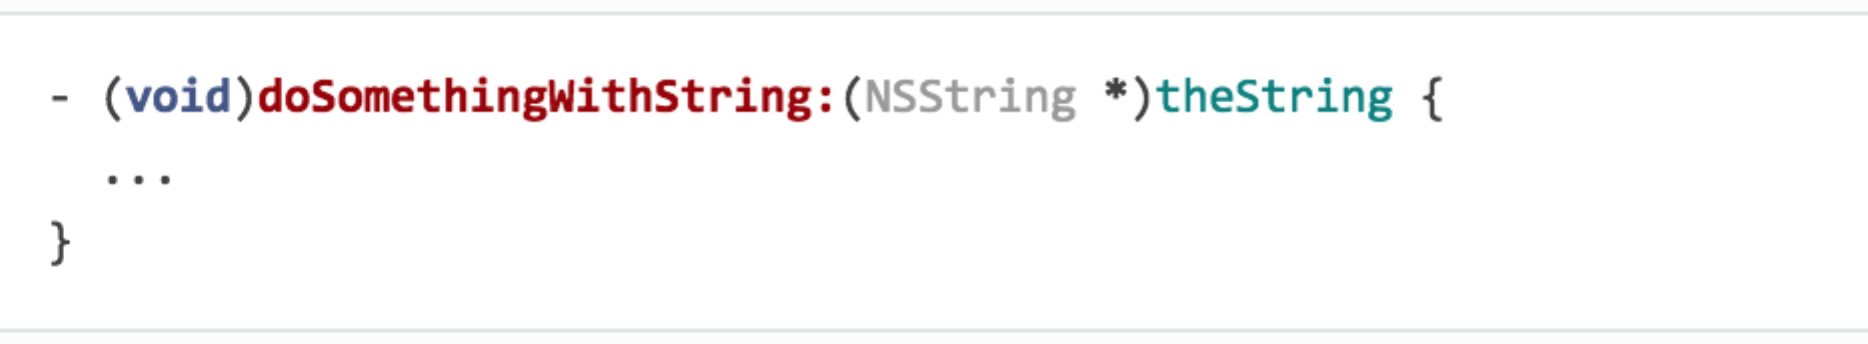 - (void)doSomethingWithString:(NSString *)theString {
  ...
}